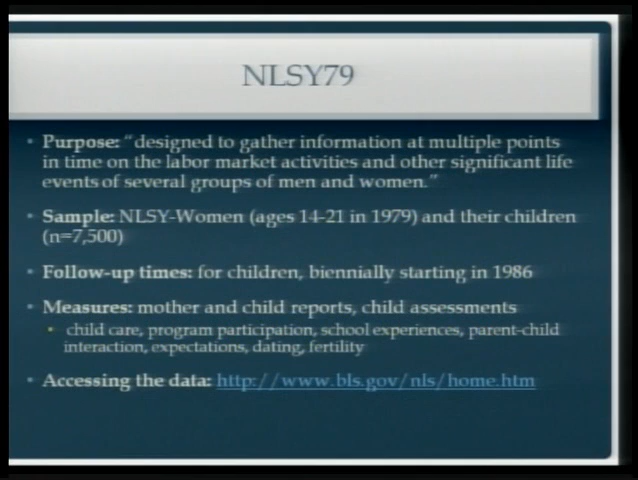 NLSY79
• Purpose: "designed to gather information at multiple points
in time on the labor market activities and other significant life
events of several groups of men and women."
• Sample: NLSY-Women (ages 14-21 in 1979) and their children
(n=7,500)
• Follow-up times: for children, biennially starting in 1986
• Measures: mother and child reports, child assessments
• child care, program participation, school experiences, parent-child
interaction, expectations, dating, fertility
• Accessing the data: http://www.bls.gov/nls/home.htm